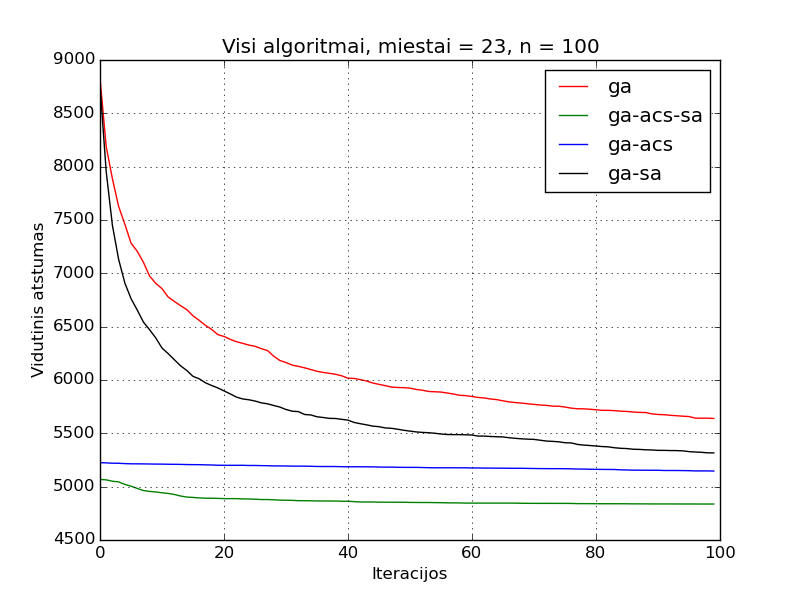 Visi algoritmai, miestai = 23, n = 100
9000
8500
8000
7500
7000
6500
6000
5500
5000
4500
Vidutinis atstumas
ga
ga-acs-sa
ga-acs
ga-sa
0 20 40 60 80 100
Iteracijos